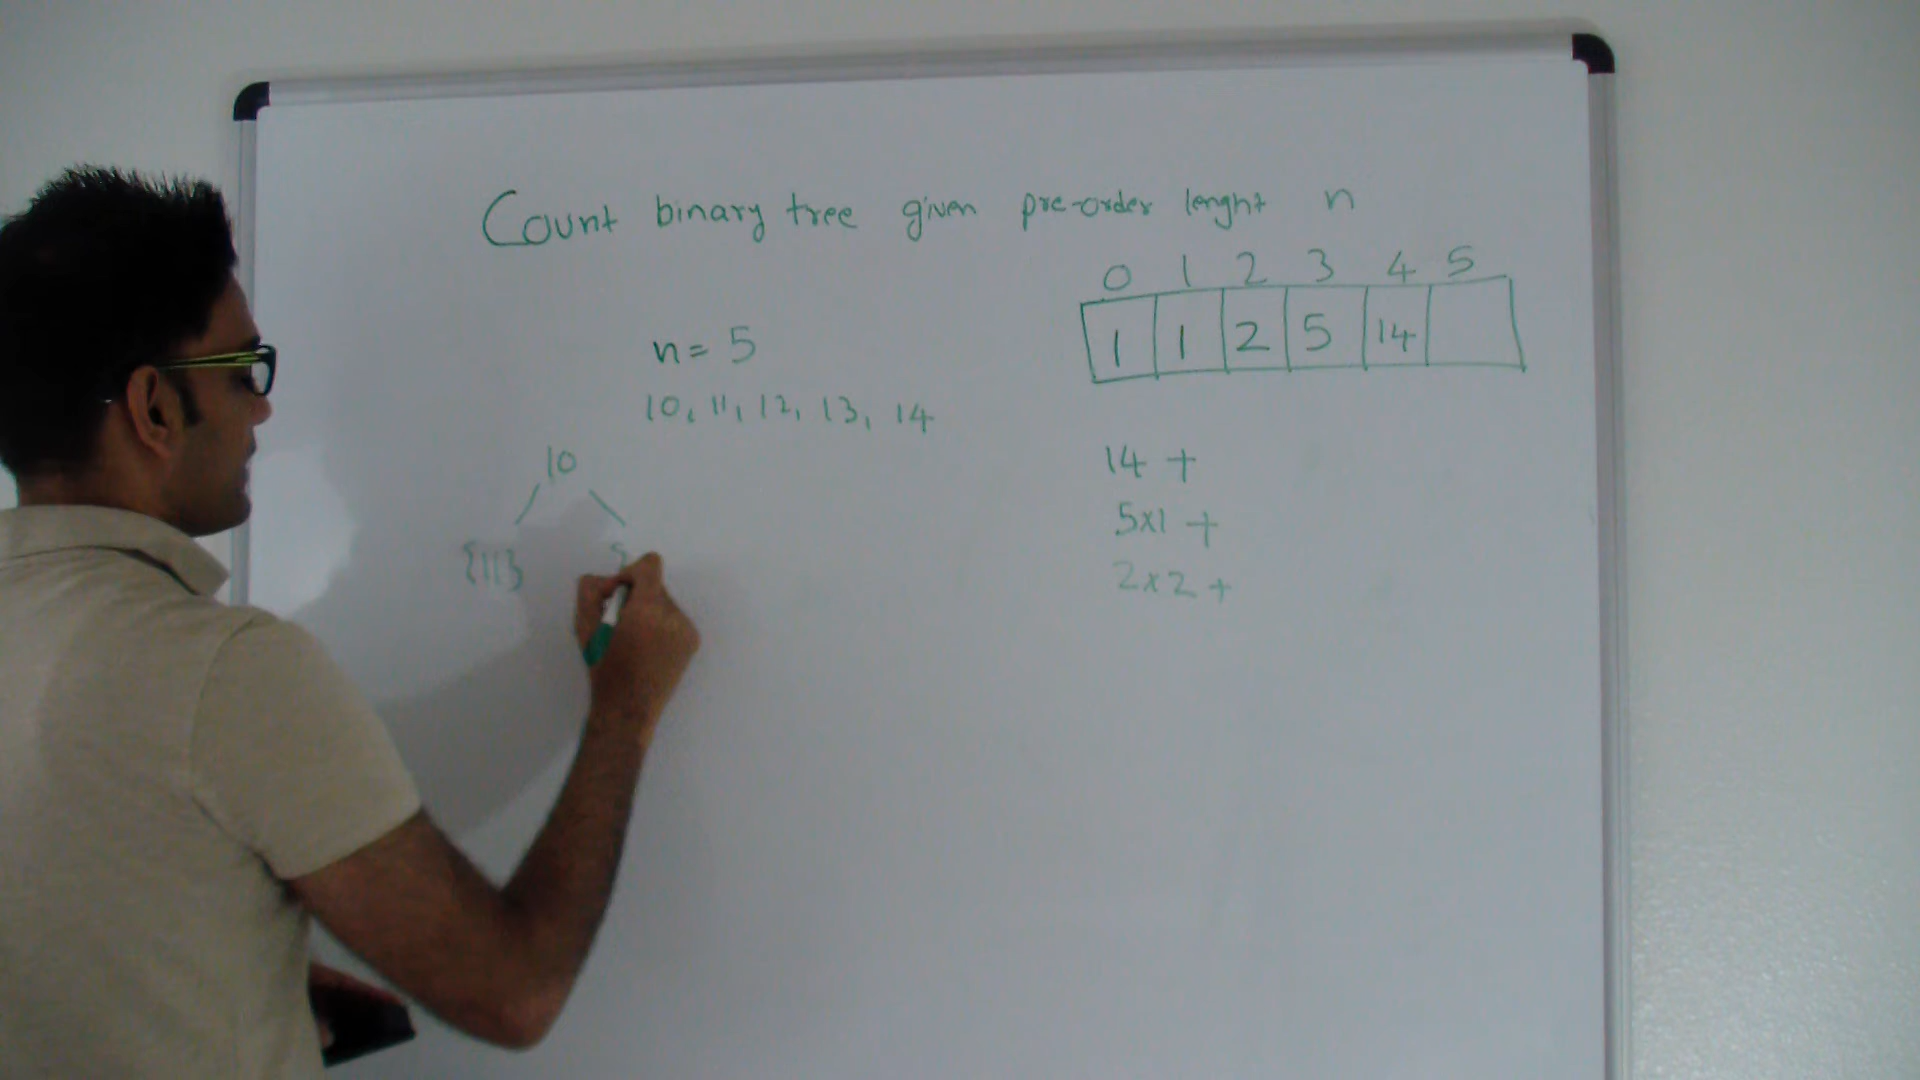 Count binary tree given pre-order lenght n
0 1 2 3 4 5
1 1 2 5 14
n = 5
10, 11, 12, 13, 14
10
14 +
5x1 +
2x2 +